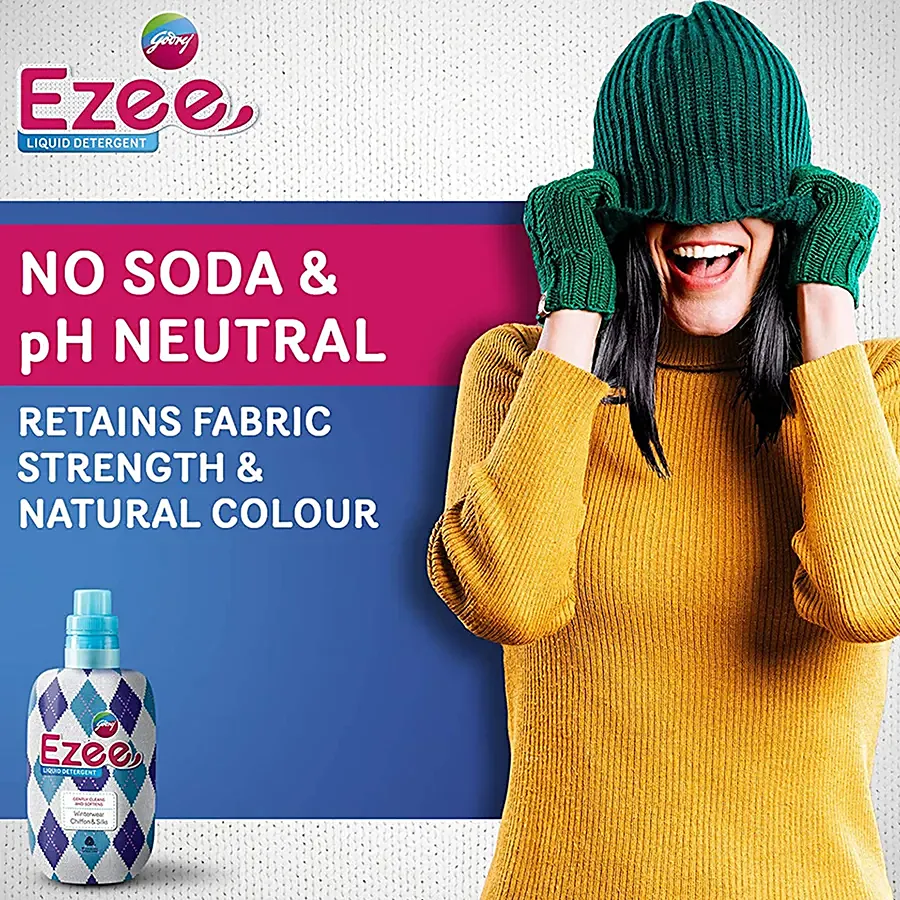 Godrej
Ezee
LIQUID DETERGENT
NO SODA &
pH NEUTRAL
RETAINS FABRIC
STRENGTH &
NATURAL COLOUR
Godrej
Ezee
LIQUID DETERGENT
GENTLY CLEANS
AND SOFTENS
Winterwear
Chiffon & Silks